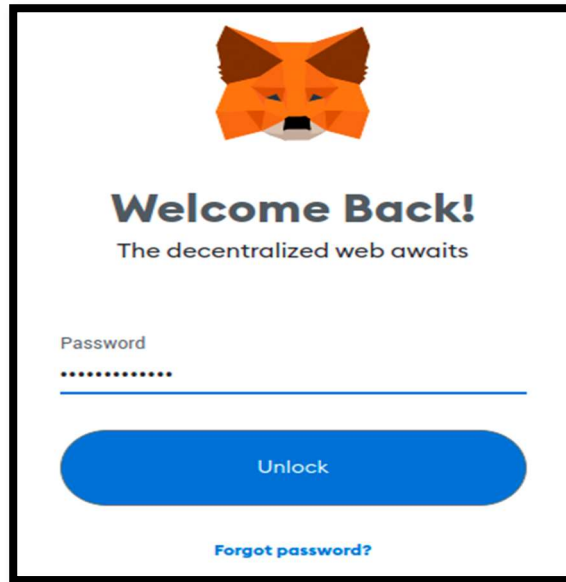 Welcome Back!
The decentralized web awaits
Password
•••••••••••••
Unlock
Forgot password?